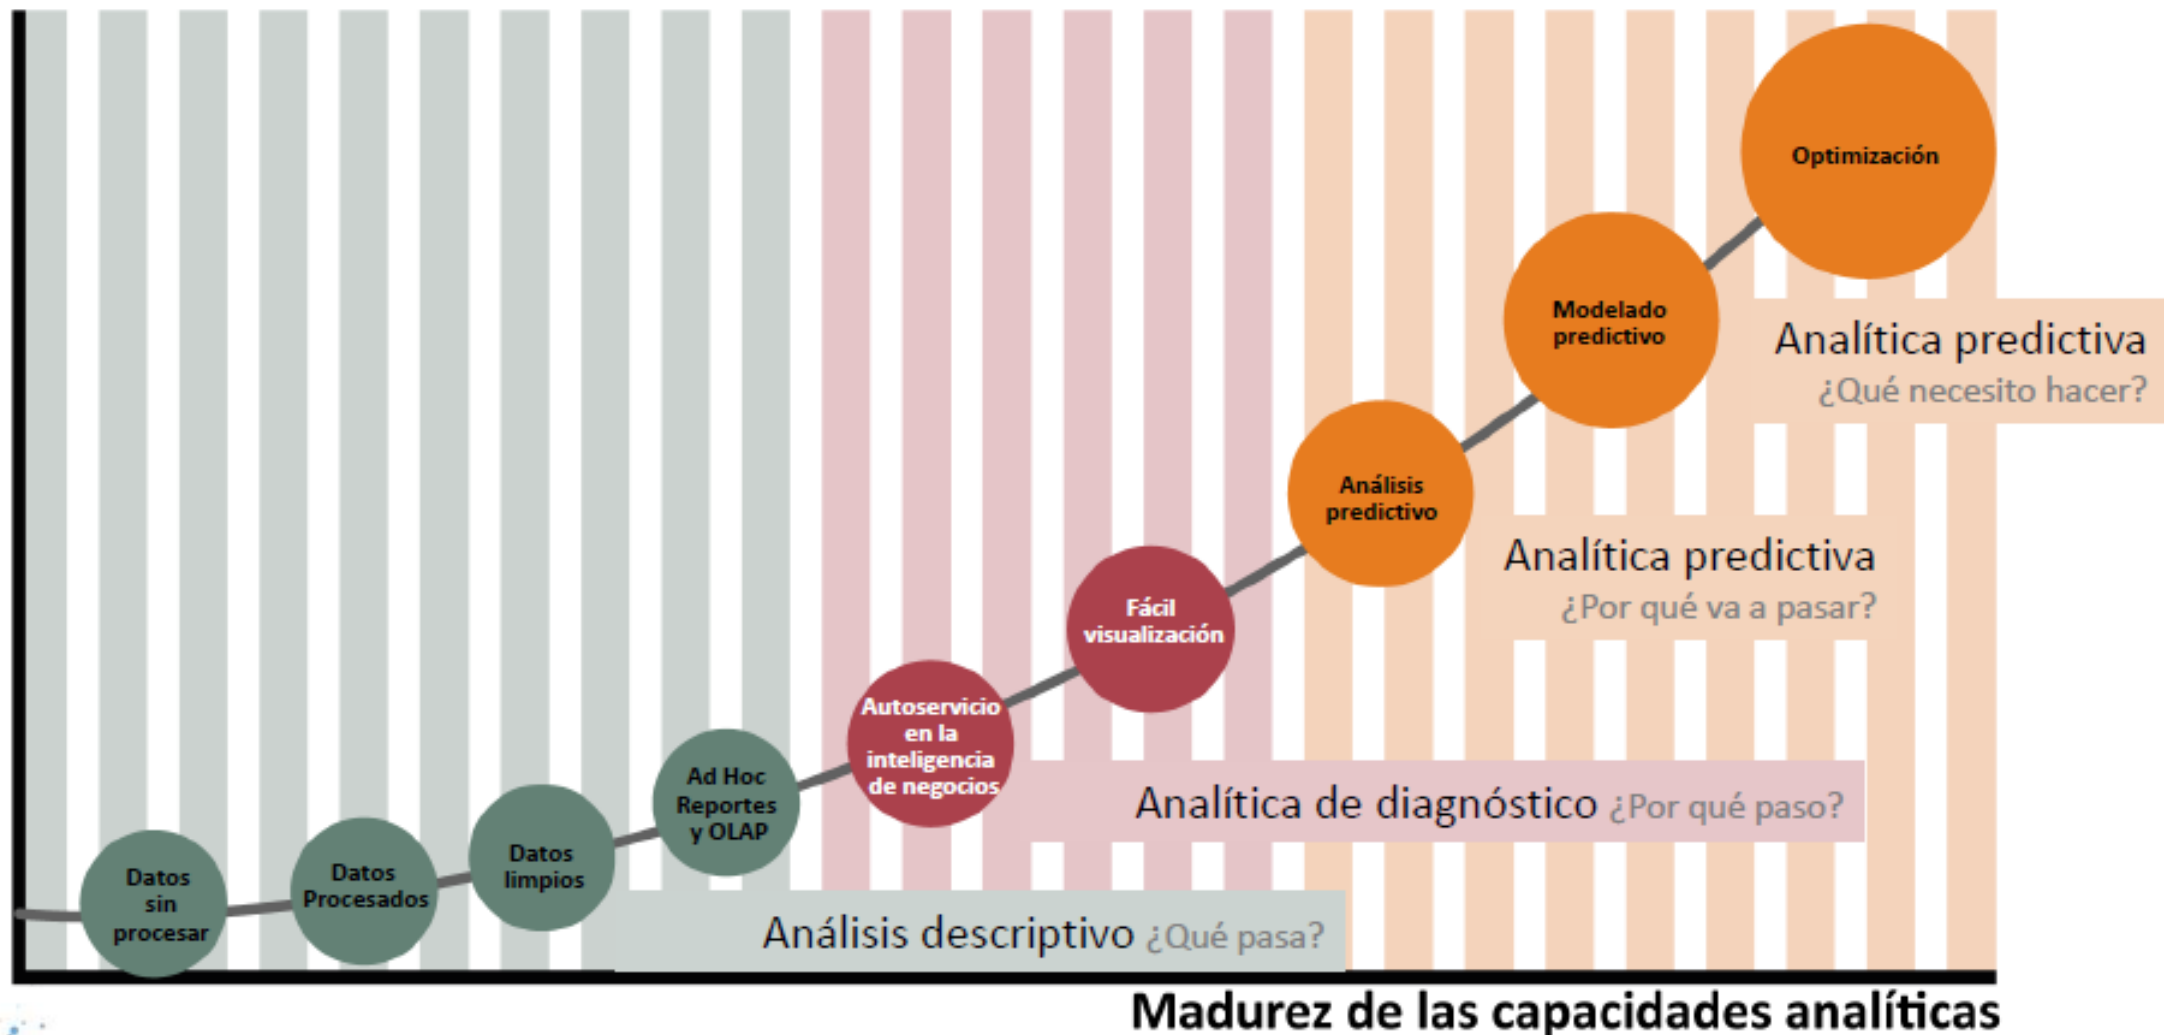 Optimización
Modelado
predictivo
Analítica predictiva
¿Qué necesito hacer?
Análisis
predictivo
Analítica predictiva
¿Por qué va a pasar?
Fácil
visualización
Autoservicio
en la
inteligencia
de negocios
Analítica de diagnóstico ¿Por qué paso?
Ad Hoc
Reportes
y OLAP
Datos
limpios
Datos
Procesados
Datos
sin
procesar
Análisis descriptivo ¿Qué pasa?
Madurez de las capacidades analíticas